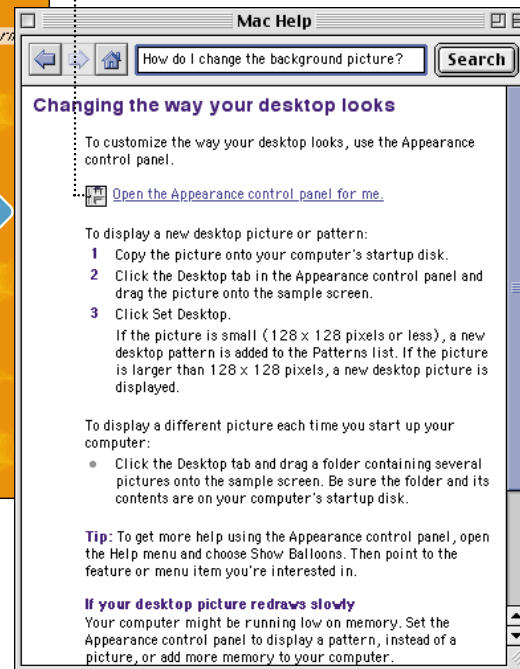 Mac Help
How do I change the background picture? Search
Changing the way your desktop looks
To customize the way your desktop looks, use the Appearance
control panel.
Open the Appearance control panel for me.
To display a new desktop picture or pattern:
1 Copy the picture onto your computer's startup disk.
2 Click the Desktop tab in the Appearance control panel and
drag the picture onto the sample screen.
3 Click Set Desktop.
If the picture is small (128 x 128 pixels or less), a new
desktop pattern is added to the Patterns list. If the picture
is larger than 128 x 128 pixels, a new desktop picture is
displayed.
To display a different picture each time you start up your
computer:
• Click the Desktop tab and drag a folder containing several
pictures onto the sample screen. Be sure the folder and its
contents are on your computer's startup disk.
Tip: To get more help using the Appearance control panel, open
the Help menu and choose Show Balloons. Then point to the
feature or menu item you're interested in.
If your desktop picture redraws slowly
Your computer might be running low on memory. Set the
Appearance control panel to display a pattern, instead of a
picture, or add more memory to your computer.